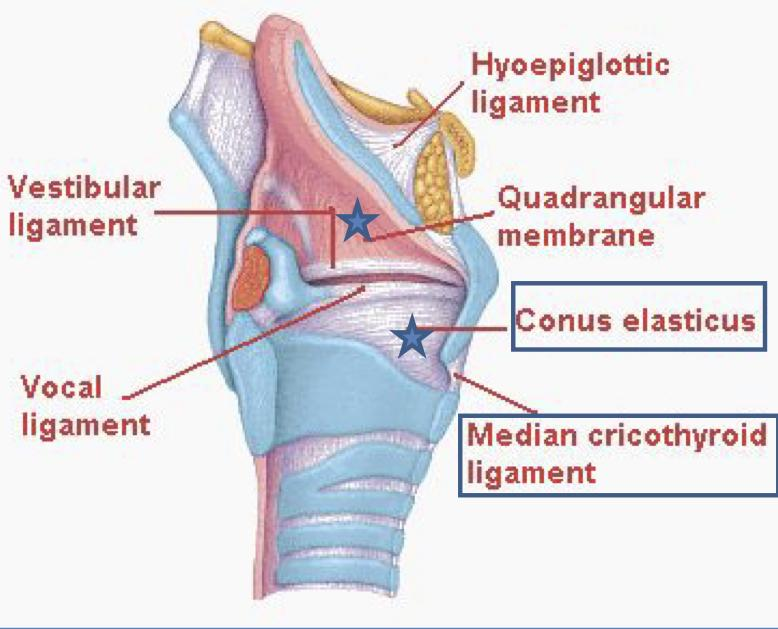 Hyoepiglottic
ligament
Vestibular
ligament
Quadrangular
membrane
Conus elasticus
Vocal
ligament
Median cricothyroid
ligament